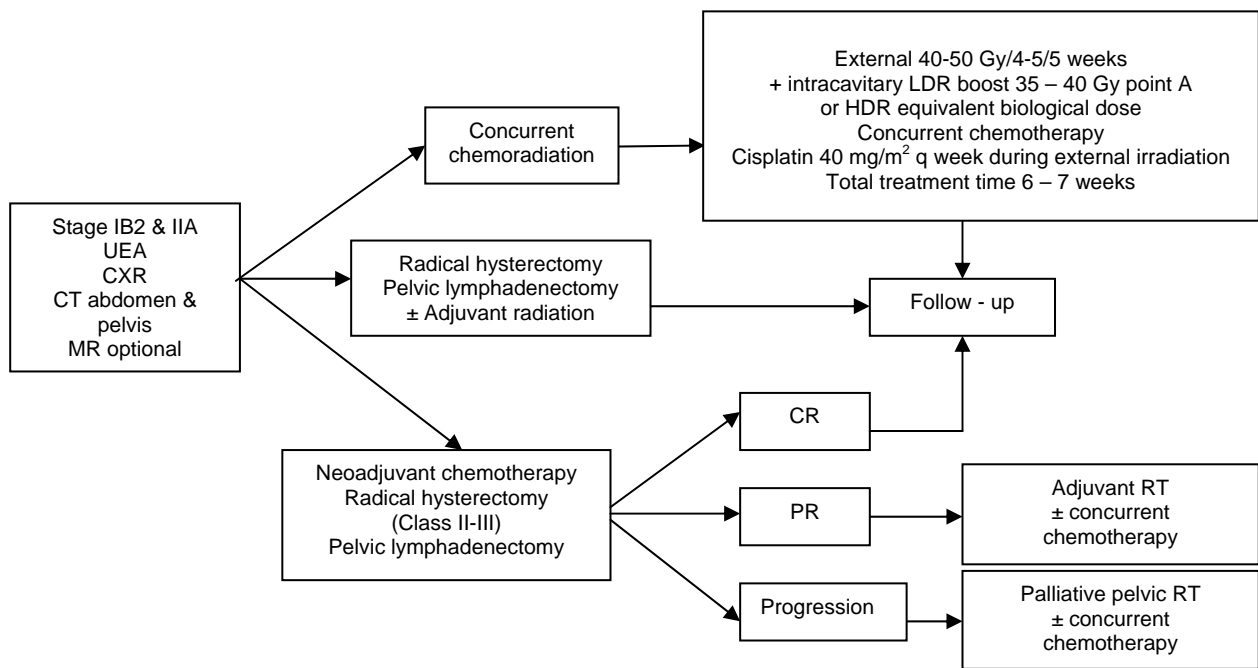 Stage IB2 & IIA
UEA
CXR
CT abdomen &
pelvis
MR optional
Concurrent
chemoradiation
External 40-50 Gy/4-5/5 weeks
+ intracavitary LDR boost 35 – 40 Gy point A
or HDR equivalent biological dose
Concurrent chemotherapy
Cisplatin 40 mg/m² q week during external irradiation
Total treatment time 6 – 7 weeks
Radical hysterectomy
Pelvic lymphadenectomy
± Adjuvant radiation
Follow - up
Neoadjuvant chemotherapy
Radical hysterectomy
(Class II-III)
Pelvic lymphadenectomy
CR
PR
Adjuvant RT
± concurrent
chemotherapy
Progression
Palliative pelvic RT
± concurrent
chemotherapy